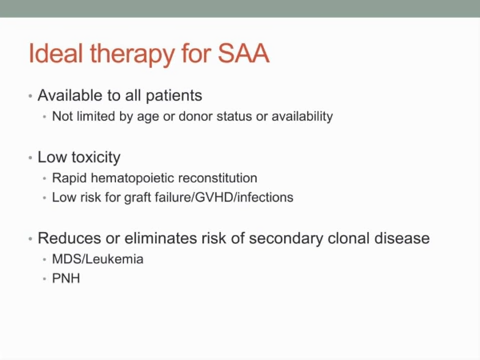 Ideal therapy for SAA
• Available to all patients
• Not limited by age or donor status or availability
• Low toxicity
• Rapid hematopoietic reconstitution
• Low risk for graft failure/GVHD/infections
• Reduces or eliminates risk of secondary clonal disease
• MDS/Leukemia
• PNH